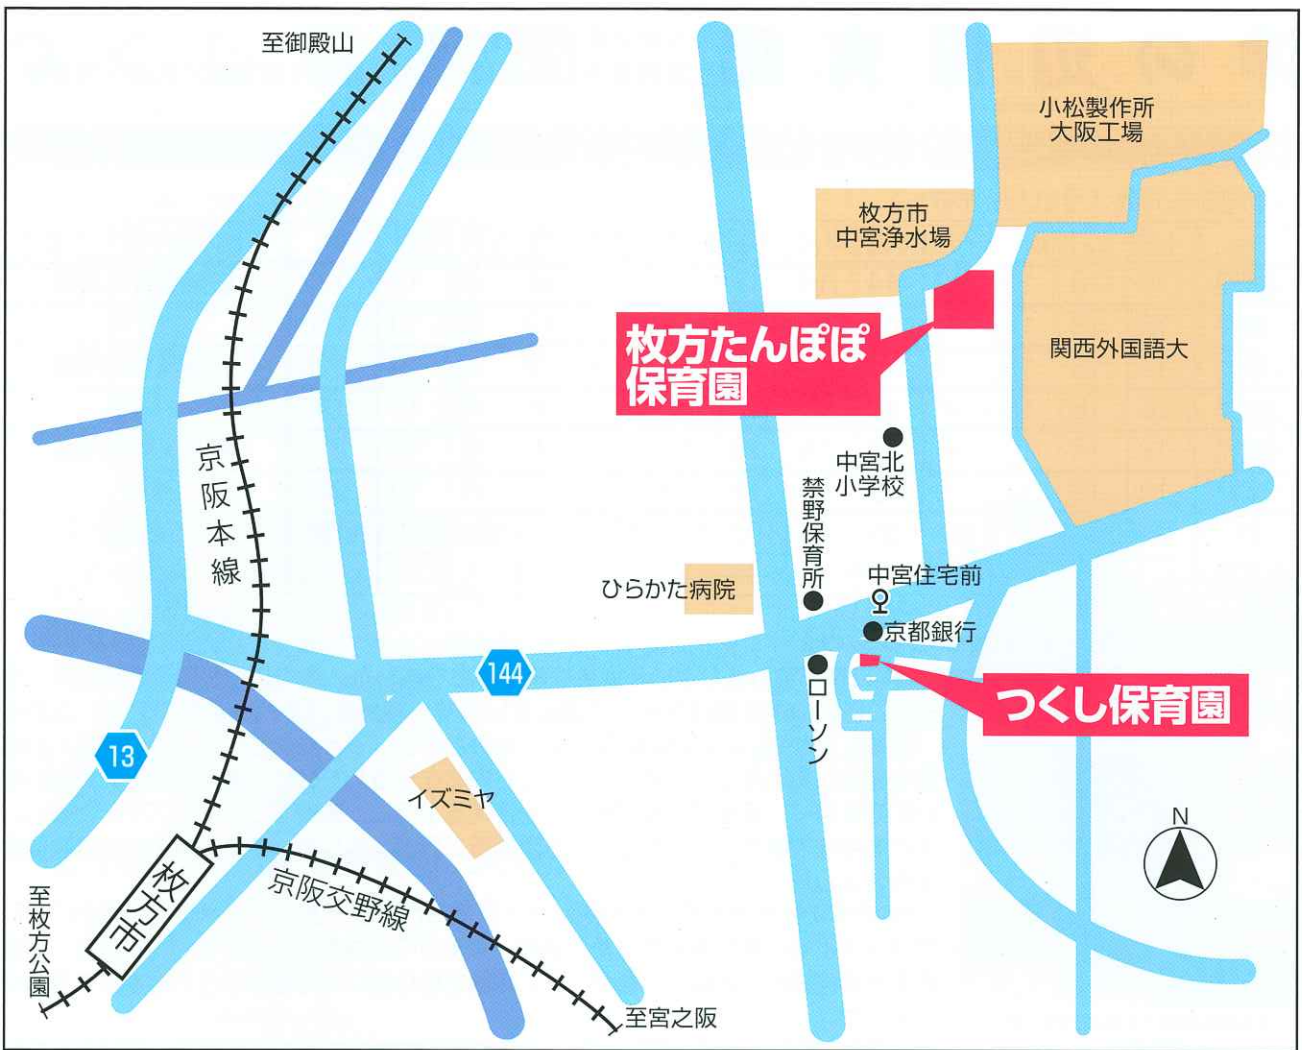 至御殿山
小松製作所
大阪工場
枚方市
中宮浄水場
枚方たんぽぽ
保育園
関西外国語大
京阪本線
中宮北
小学校
禁野保育所
ひらかた病院
中宮住宅前
京都銀行
144
つくし保育園
ローソン
13
イズミヤ
N
枚方市
京阪交野線
至枚方公園
至宮之阪